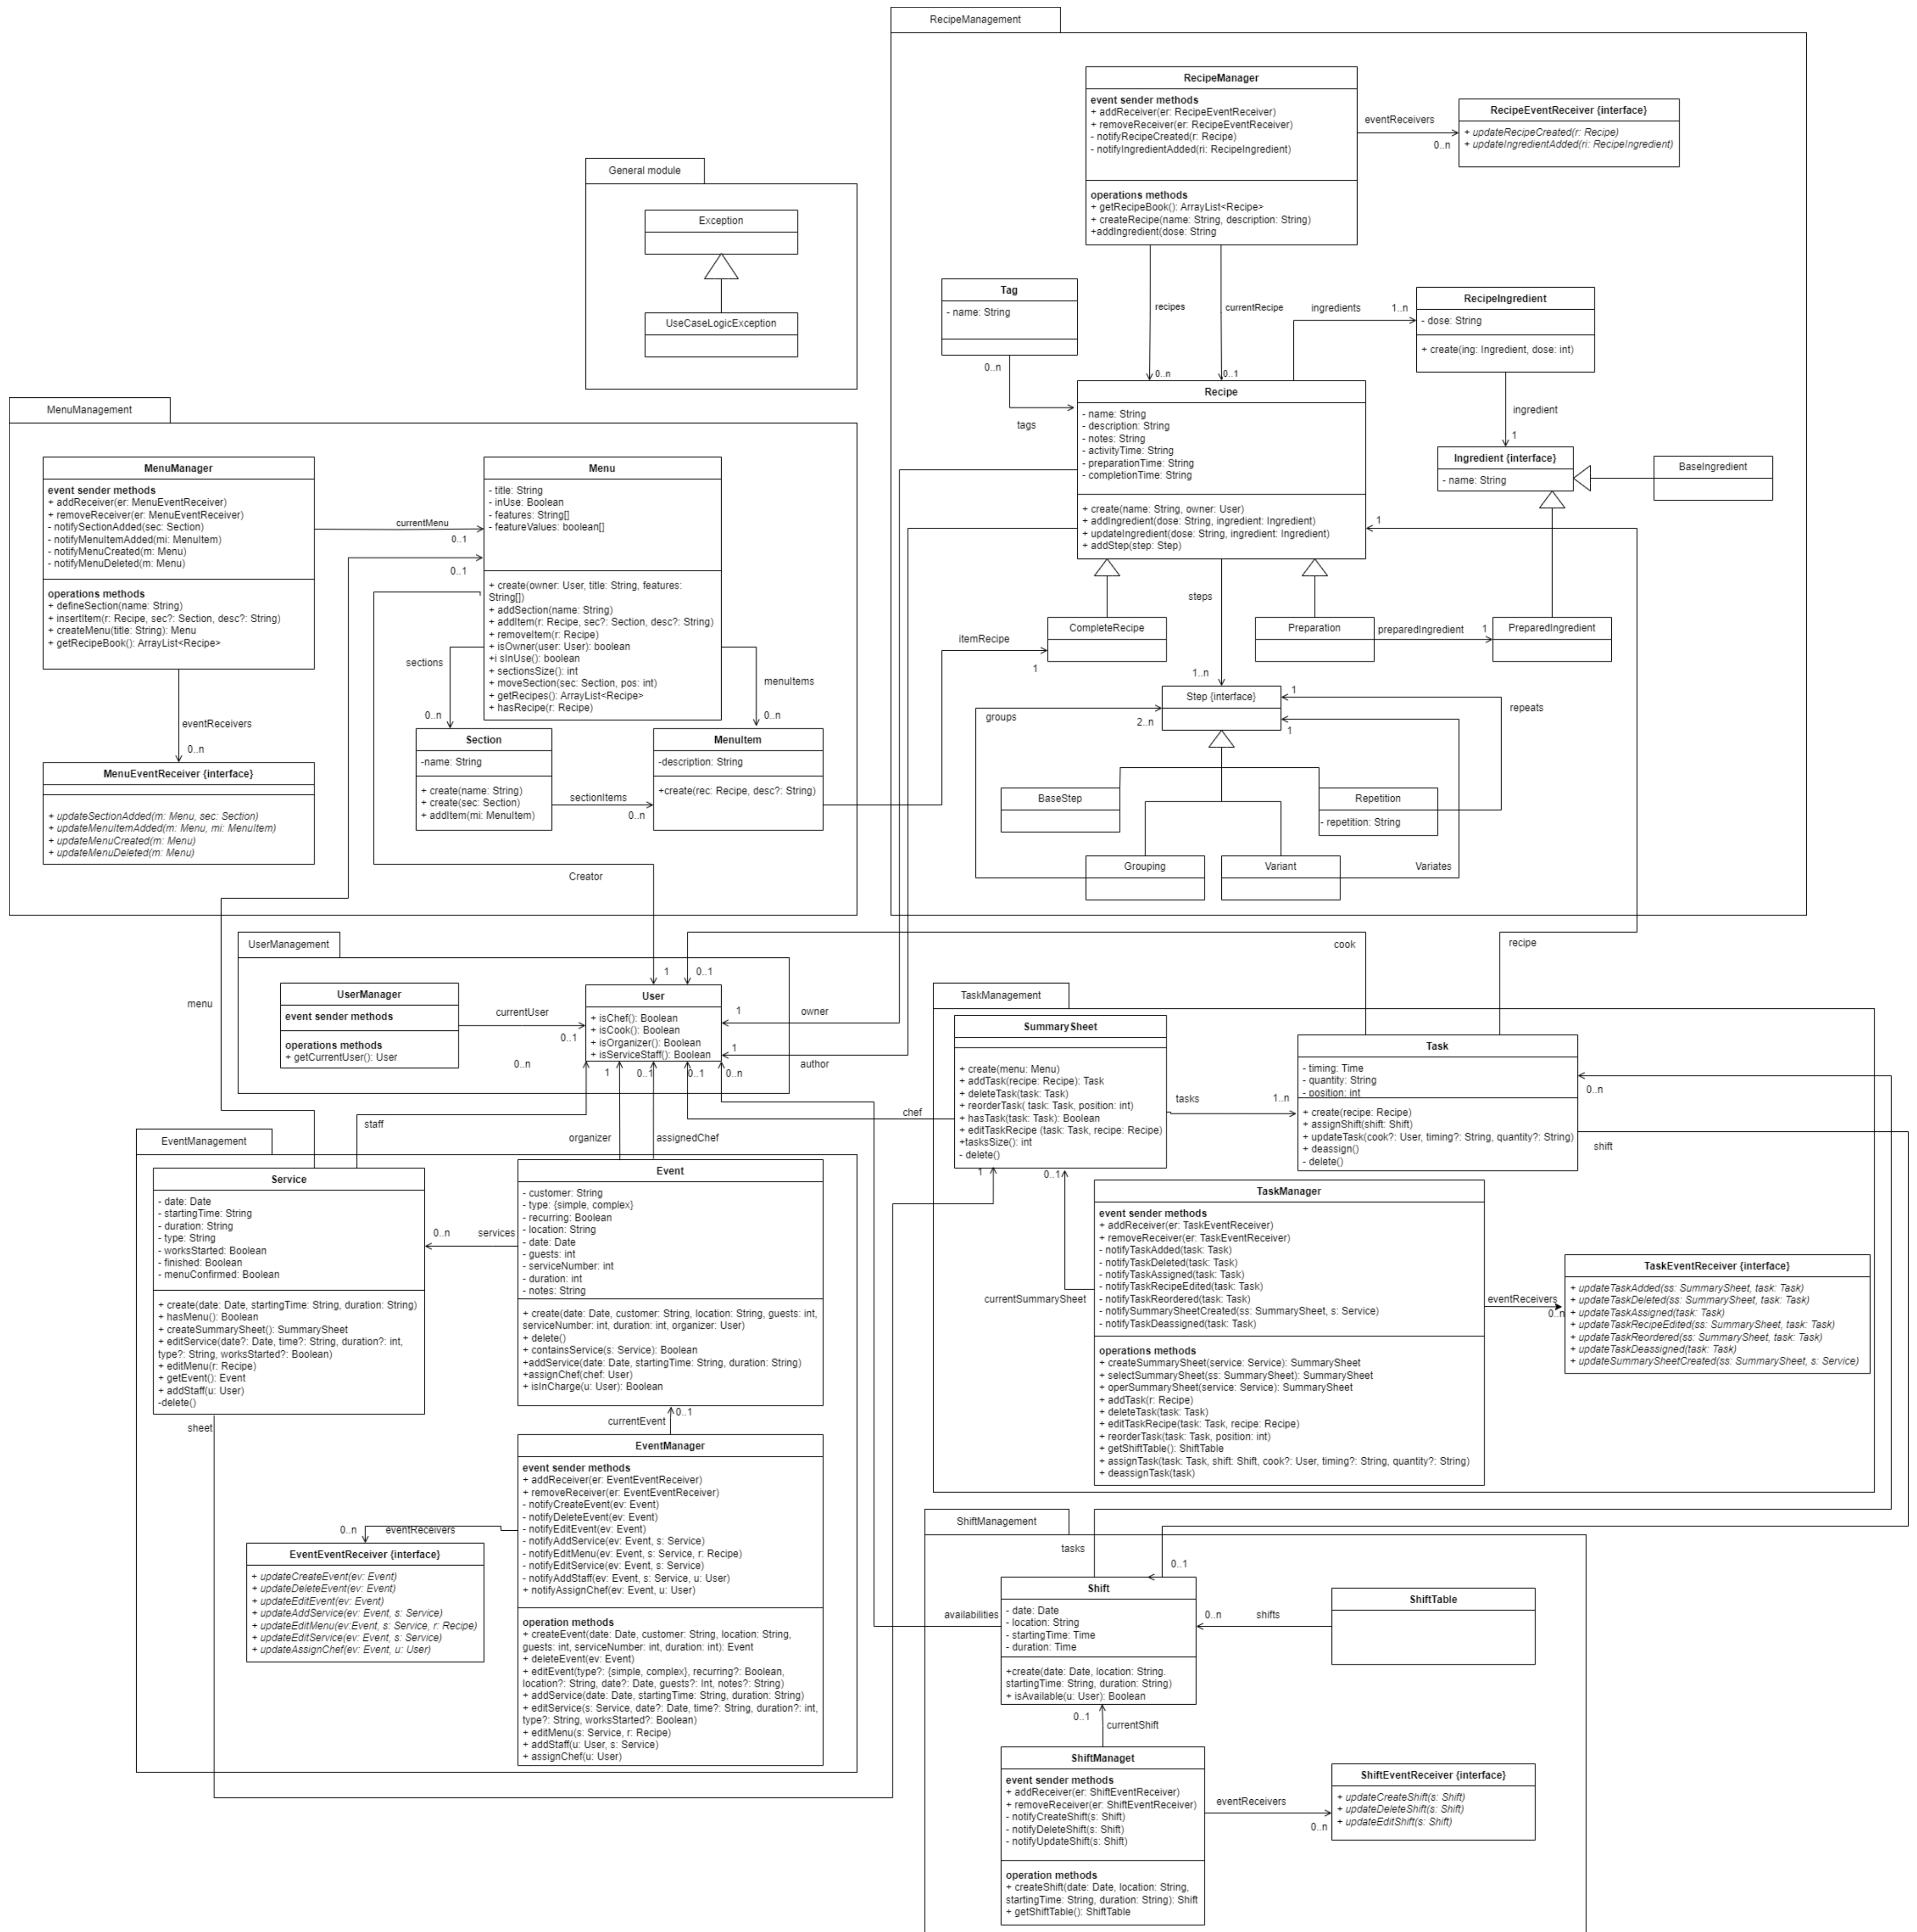 RecipeManagement
RecipeManager
event sender methods
+ addReceiver(er: RecipeEventReceiver)
+ removeReceiver(er: RecipeEventReceiver)
- notifyRecipeCreated(r: Recipe)
- notifyIngredientAdded(ri: RecipeIngredient)
operations methods
+ getRecipeBook(): ArrayList<Recipe>
+ createRecipe(name: String, description: String)
+addIngredient(dose: String
eventReceivers
0..n
RecipeEventReceiver {interface}
+ updateRecipeCreated(r: Recipe)
+ updateIngredientAdded(ri: RecipeIngredient)
General module
Exception
UseCaseLogicException
Tag
- name: String
0..n
tags
recipes
0..n
currentRecipe
0..1
ingredients
1..n
RecipeIngredient
- dose: String
+ create(ing: Ingredient, dose: int)
ingredient
1
Recipe
- name: String
- description: String
- notes: String
- activityTime: String
- preparationTime: String
- completionTime: String
+ create(name: String, owner: User)
+ addIngredient(dose: String, ingredient: Ingredient)
+ updateIngredient(dose: String, ingredient: Ingredient)
+ addStep(step: Step)
1
Ingredient {interface}
- name: String
BaseIngredient
steps
1..n
CompleteRecipe
Preparation
preparedIngredient
1
PreparedIngredient
itemRecipe
1
Step {interface}
groups
2..n
1
1
repeats
BaseStep
Repetition
- repetition: String
Grouping
Variant
Variates
MenuManagement
MenuManager
event sender methods
+ addReceiver(er: MenuEventReceiver)
+ removeReceiver(er: MenuEventReceiver)
- notifySectionAdded(sec: Section)
- notifyMenuItemAdded(mi: MenuItem)
- notifyMenuCreated(m: Menu)
- notifyMenuDeleted(m: Menu)
operations methods
+ defineSection(name: String)
+ insertItem(r: Recipe, sec?: Section, desc?: String)
+ createMenu(title: String): Menu
+ getRecipeBook(): ArrayList<Recipe>
currentMenu
0..1
0..1
Menu
- title: String
- inUse: Boolean
- features: String[]
- featureValues: boolean[]
+ create(owner: User, title: String, features:
String[])
+ addSection(name: String)
+ addItem(r: Recipe, sec?: Section, desc?: String)
+ removeItem(r: Recipe)
+ isOwner(user: User): boolean
+i sInUse(): boolean
+ sectionsSize(): int
+ moveSection(sec: Section, pos: int)
+ getRecipes(): ArrayList<Recipe>
+ hasRecipe(r: Recipe)
sections
0..n
menuItems
0..n
eventReceivers
0..n
MenuEventReceiver {interface}
+ updateSectionAdded(m: Menu, sec: Section)
+ updateMenuItemAdded(m: Menu, mi: MenuItem)
+ updateMenuCreated(m: Menu)
+ updateMenuDeleted(m: Menu)
Section
-name: String
+ create(name: String)
+ create(sec: Section)
+ addItem(mi: MenuItem)
sectionItems
0..n
MenuItem
-description: String
+create(rec: Recipe, desc?: String)
Creator
UserManagement
UserManager
event sender methods
operations methods
+ getCurrentUser(): User
currentUser
0..1
0..n
1
0..1
User
+ isChef(): Boolean
+ isCook(): Boolean
+ isOrganizer(): Boolean
+ isServiceStaff(): Boolean
1
owner
1
author
1
0..1
0..1
0..n
menu
cook
recipe
staff
organizer
assignedChef
chef
TaskManagement
SummarySheet
+ create(menu: Menu)
+ addTask(recipe: Recipe): Task
+ deleteTask(task: Task)
+ reorderTask( task: Task, position: int)
+ hasTask(task: Task): Boolean
+ editTaskRecipe (task: Task, recipe: Recipe)
+tasksSize(): int
- delete()
tasks
1..n
Task
- timing: Time
- quantity: String
- position: int
+ create(recipe: Recipe)
+ assignShift(shift: Shift)
+ updateTask(cook?: User, timing?: String, quantity?: String)
+ deassign()
- delete()
0..n
shift
1
0..1
currentSummarySheet
TaskManager
event sender methods
+ addReceiver(er: TaskEventReceiver)
+ removeReceiver(er: TaskEventReceiver)
- notifyTaskAdded(task: Task)
- notifyTaskDeleted(task: Task)
- notifyTaskAssigned(task: Task)
- notifyTaskRecipeEdited(task: Task)
- notifyTaskReordered(task: Task)
- notifySummarySheetCreated(ss: SummarySheet, s: Service)
- notifyTaskDeassigned(task: Task)
operations methods
+ createSummarySheet(service: Service): SummarySheet
+ selectSummarySheet(ss: SummarySheet): SummarySheet
+ operSummarySheet(service: Service): SummarySheet
+ addTask(r: Recipe)
+ deleteTask(task: Task)
+ editTaskRecipe(task: Task, recipe: Recipe)
+ reorderTask(task: Task, position: int)
+ getShiftTable(): ShiftTable
+ assignTask(task: Task, shift: Shift, cook?: User, timing?: String, quantity?: String)
+ deassignTask(task)
eventReceivers
0..n
TaskEventReceiver {interface}
+ updateTaskAdded(ss: SummarySheet, task: Task)
+ updateTaskDeleted(ss: SummarySheet, task: Task)
+ updateTaskAssigned(task: Task)
+ updateTaskRecipeEdited(ss: SummarySheet, task: Task)
+ updateTaskReordered(ss: SummarySheet, task: Task)
+ updateTaskDeassigned(task: Task)
+ updateSummarySheetCreated(ss: SummarySheet, s: Service)
EventManagement
Service
- date: Date
- startingTime: String
- duration: String
- type: String
- worksStarted: Boolean
- finished: Boolean
- menuConfirmed: Boolean
+ create(date: Date, startingTime: String, duration: String)
+ hasMenu(): Boolean
+ createSummarySheet(): SummarySheet
+ editService(date?: Date, time?: String, duration?: int,
type?: String, worksStarted?: Boolean)
+ editMenu(r: Recipe)
+ getEvent(): Event
+ addStaff(u: User)
-delete()
sheet
0..n
services
Event
- customer: String
- type: {simple, complex}
- recurring: Boolean
- location: String
- date: Date
- guests: int
- serviceNumber: int
- duration: int
- notes: String
+ create(date: Date, customer: String, location: String, guests: int,
serviceNumber: int, duration: int, organizer: User)
+ delete()
+ containsService(s: Service): Boolean
+addService(date: Date, startingTime: String, duration: String)
+assignChef(chef: User)
+ isInCharge(u: User): Boolean
0..1
currentEvent
EventManager
event sender methods
+ addReceiver(er: EventEventReceiver)
+ removeReceiver(er: EventEventReceiver)
- notifyCreateEvent(ev: Event)
- notifyDeleteEvent(ev: Event)
- notifyEditEvent(ev: Event)
- notifyAddService(ev: Event, s: Service)
- notifyEditMenu(ev: Event, s: Service, r: Recipe)
- notifyEditService(ev: Event, s: Service)
- notifyAddStaff(ev: Event, s: Service, u: User)
+ notifyAssignChef(ev: Event, u: User)
operation methods
+ createEvent(date: Date, customer: String, location: String,
guests: int, serviceNumber: int, duration: int): Event
+ deleteEvent(ev: Event)
+ editEvent(type?: {simple, complex}, recurring?: Boolean,
location?: String, date?: Date, guests?: Int, notes?: String)
+ addService(date: Date, startingTime: String, duration: String)
+ editService(s: Service, date?: Date, time?: String, duration?: int,
type?: String, worksStarted?: Boolean)
+ editMenu(s: Service, r: Recipe)
+ addStaff(u: User, s: Service)
+ assignChef(u: User)
0..n
eventReceivers
EventEventReceiver {interface}
+ updateCreateEvent(ev: Event)
+ updateDeleteEvent(ev: Event)
+ updateEditEvent(ev: Event)
+ updateAddService(ev: Event, s: Service)
+ updateEditMenu(ev:Event, s: Service, r: Recipe)
+ updateEditService(ev: Event, s: Service)
+ updateAssignChef(ev: Event, u: User)
ShiftManagement
tasks
0..1
availabilities
Shift
- date: Date
- location: String
- startingTime: Time
- duration: Time
+create(date: Date, location: String.
startingTime: String, duration: String)
+ isAvailable(u: User): Boolean
0..n
shifts
ShiftTable
0..1
currentShift
ShiftManaget
event sender methods
+ addReceiver(er: ShiftEventReceiver)
+ removeReceiver(er: ShiftEventReceiver)
- notifyCreateShift(s: Shift)
- notifyDeleteShift(s: Shift)
- notifyUpdateShift(s: Shift)
operation methods
+ createShift(date: Date, location: String,
startingTime: String, duration: String): Shift
+ getShiftTable(): ShiftTable
eventReceivers
0..n
ShiftEventReceiver {interface}
+ updateCreateShift(s: Shift)
+ updateDeleteShift(s: Shift)
+ updateEditShift(s: Shift)